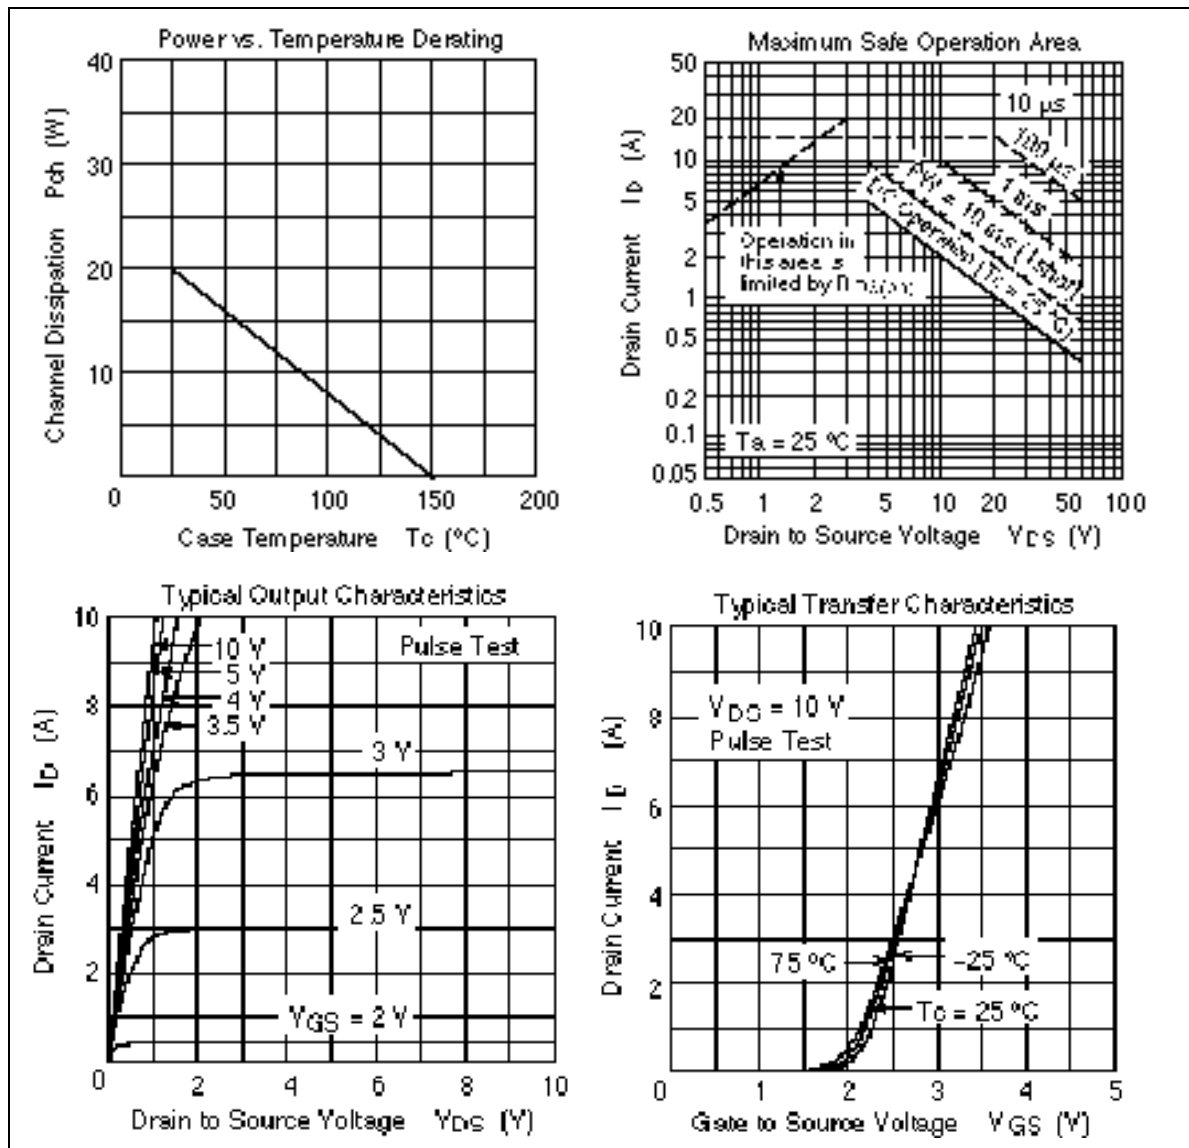 Power vs. Temperature Derating
40
30
20
10
0
50
100
150
200
Channel Dissipation Pch (W)
Case Temperature Tc (°C)
Maximum Safe Operation Area
50
20
10
5
2
1
0.5
0.2
0.1
0.05
0.5
1
2
5
10
20
50
100
Drain Current ID (A)
Drain to Source Voltage VDS (V)
10 µs
100 µs
1 ms
PW = 10 ms (1shot)
DC Operation (Tc = 25 °C)
Operation in
this area is
limited by RDS(on)
Ta = 25 °C
Typical Output Characteristics
10
8
6
4
2
0
2
4
6
8
10
Drain Current ID (A)
Drain to Source Voltage VDS (V)
Pulse Test
10 V
5 V
4 V
3.5 V
3 V
2.5 V
VGS = 2 V
Typical Transfer Characteristics
10
8
6
4
2
0
1
2
3
4
5
Drain Current ID (A)
Gate to Source Voltage VGS (V)
VDS = 10 V
Pulse Test
75 °C
–25 °C
Tc = 25 °C